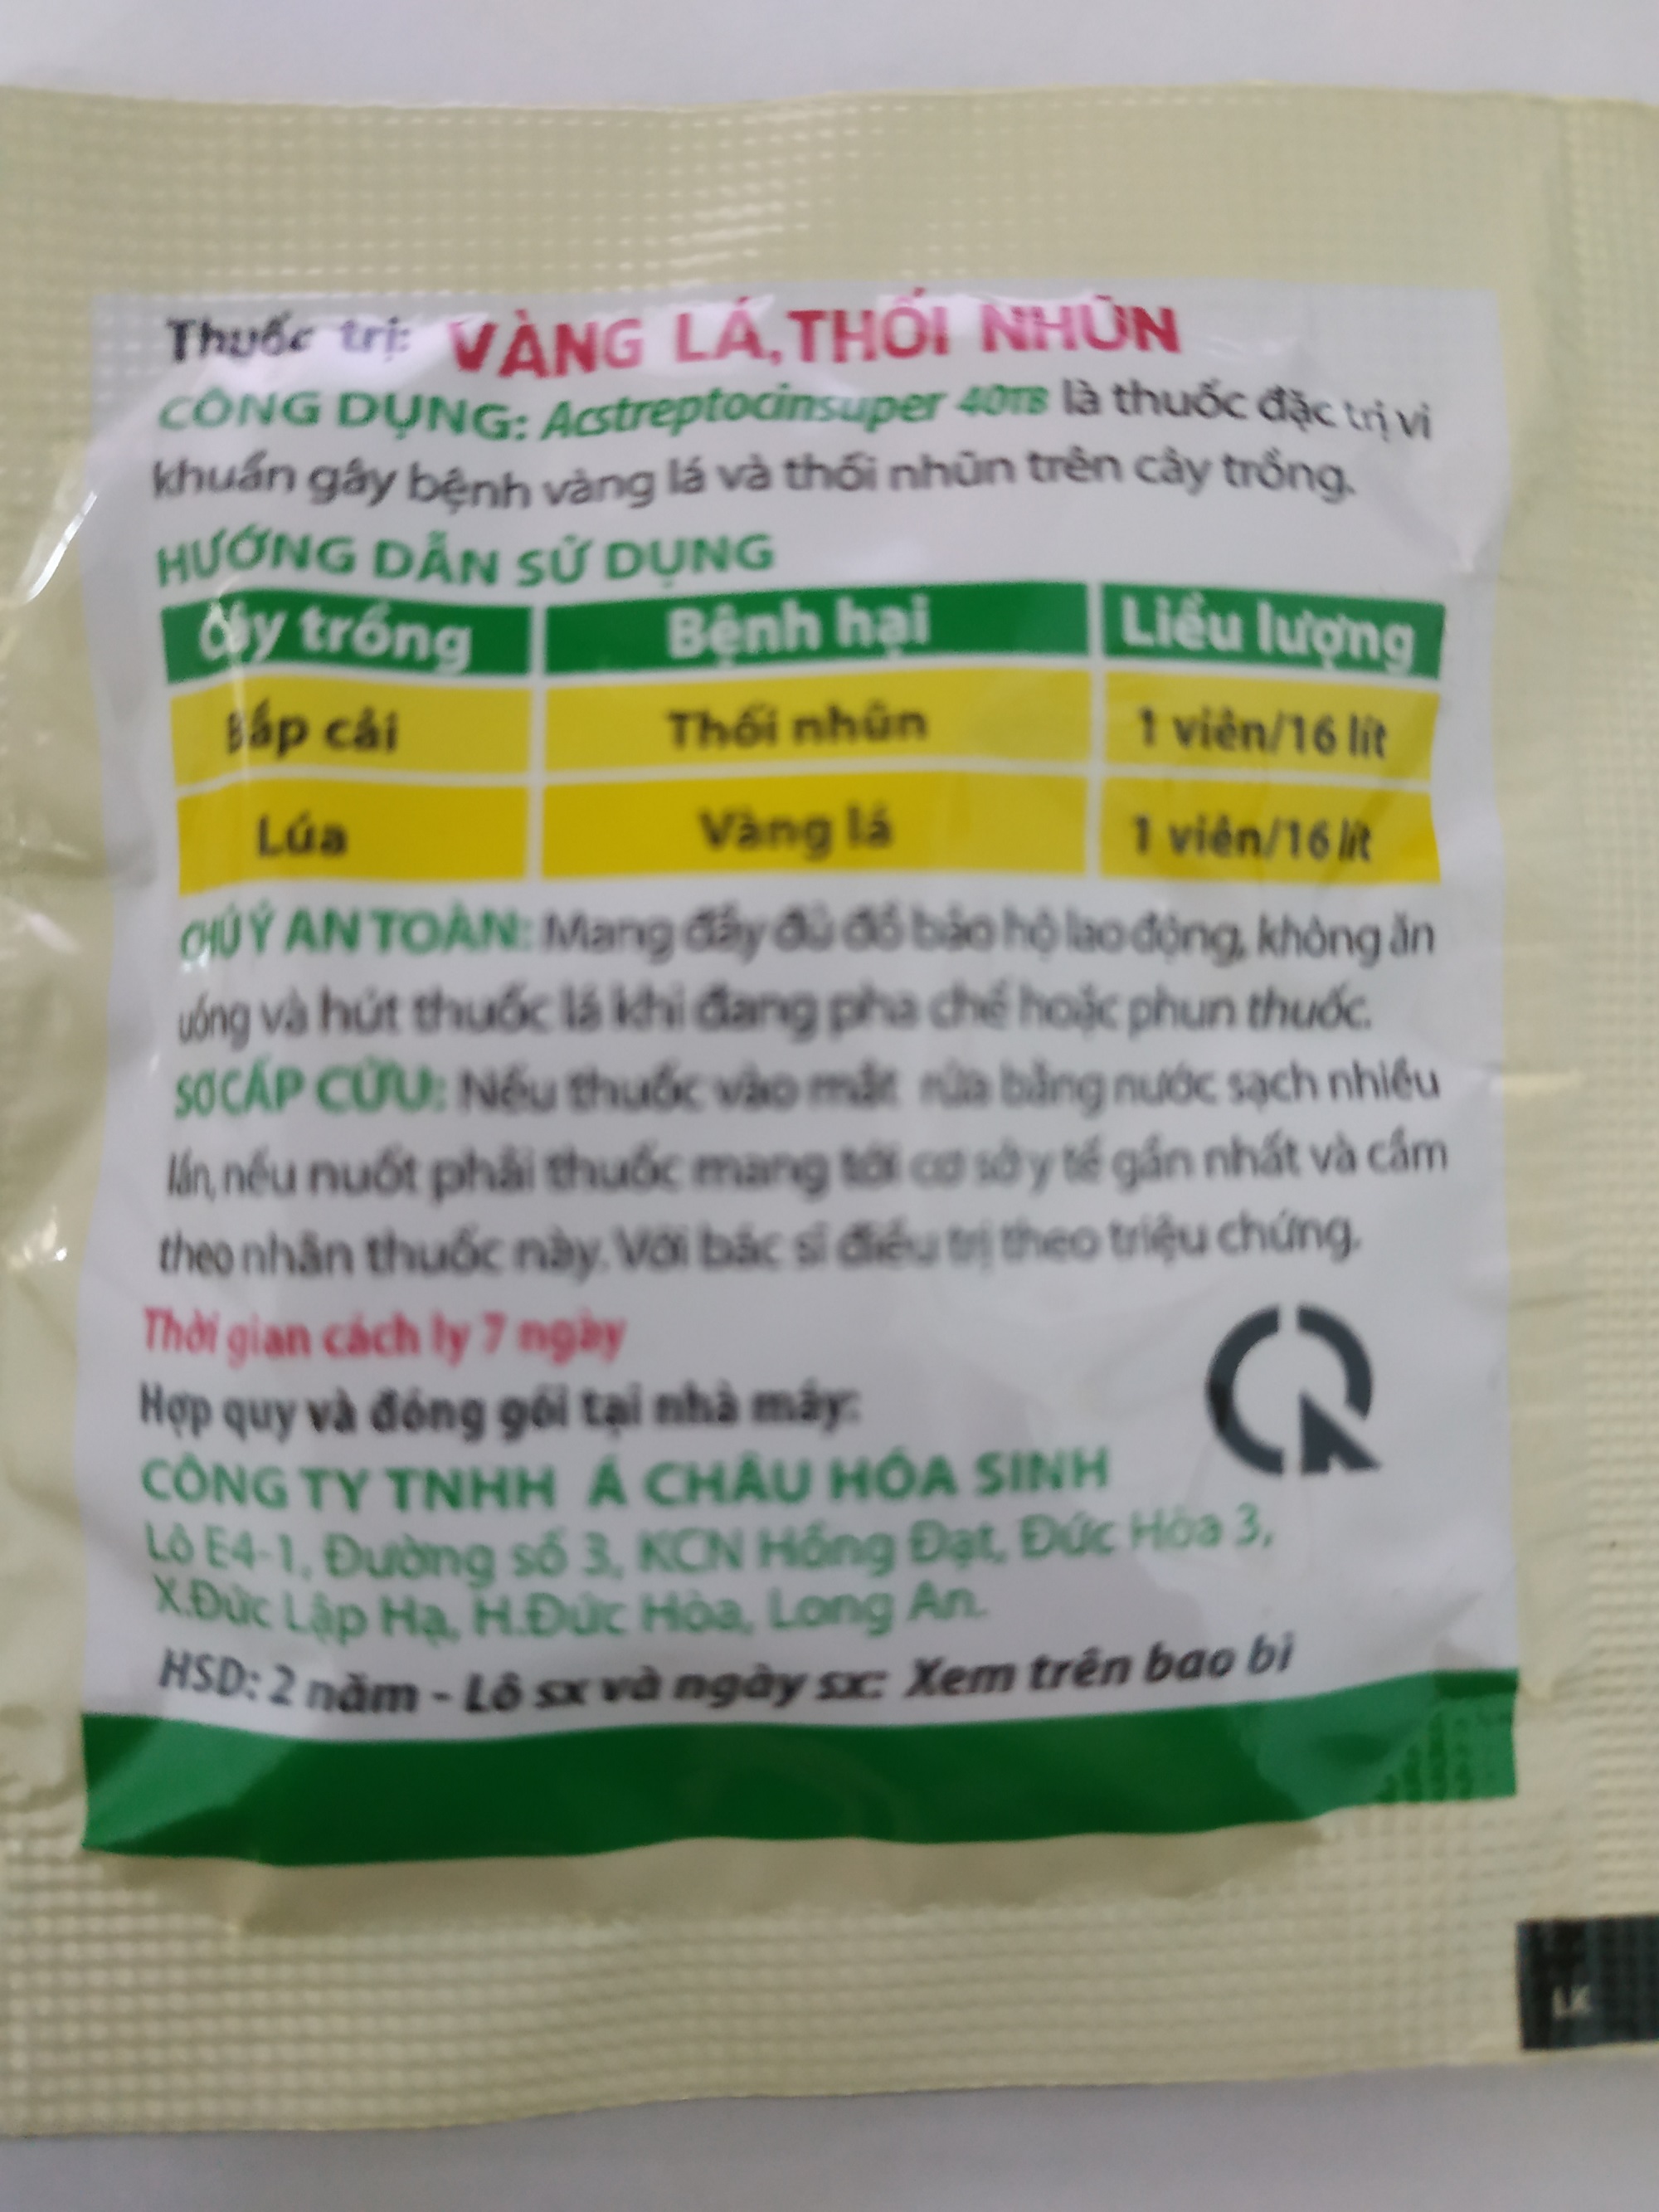 Thuốc trị: VÀNG LÁ, THỐI NHŨN
CÔNG DỤNG: Acstreptocinsuper 40TB là thuốc đặc trị vi
khuẩn gây bệnh vàng lá và thối nhũn trên cây trồng.
HƯỚNG DẪN SỬ DỤNG
Cây trồng Bệnh hại Liều lượng
Bắp cải Thối nhũn 1 viên/16 lít
Lúa Vàng lá 1 viên/16 lít
CHÚ Ý AN TOÀN: Mang đầy đủ đồ bảo hộ lao động, không ăn
uống và hút thuốc lá khi đang pha chế hoặc phun thuốc.
SƠ CẤP CỨU: Nếu thuốc vào mắt rửa bằng nước sạch nhiều
lần, nếu nuốt phải thuốc mang tới cơ sở y tế gần nhất và cầm
theo nhãn thuốc này. Với bác sĩ điều trị theo triệu chứng.
Thời gian cách ly 7 ngày
Hợp quy và đóng gói tại nhà máy:
CÔNG TY TNHH Á CHÂU HÓA SINH
Lô E4-1, Đường số 3, KCN Hồng Đạt, Đức Hòa 3,
X.Đức Lập Hạ, H.Đức Hòa, Long An.
HSD: 2 năm - Lô sx và ngày sx: Xem trên bao bì
LK